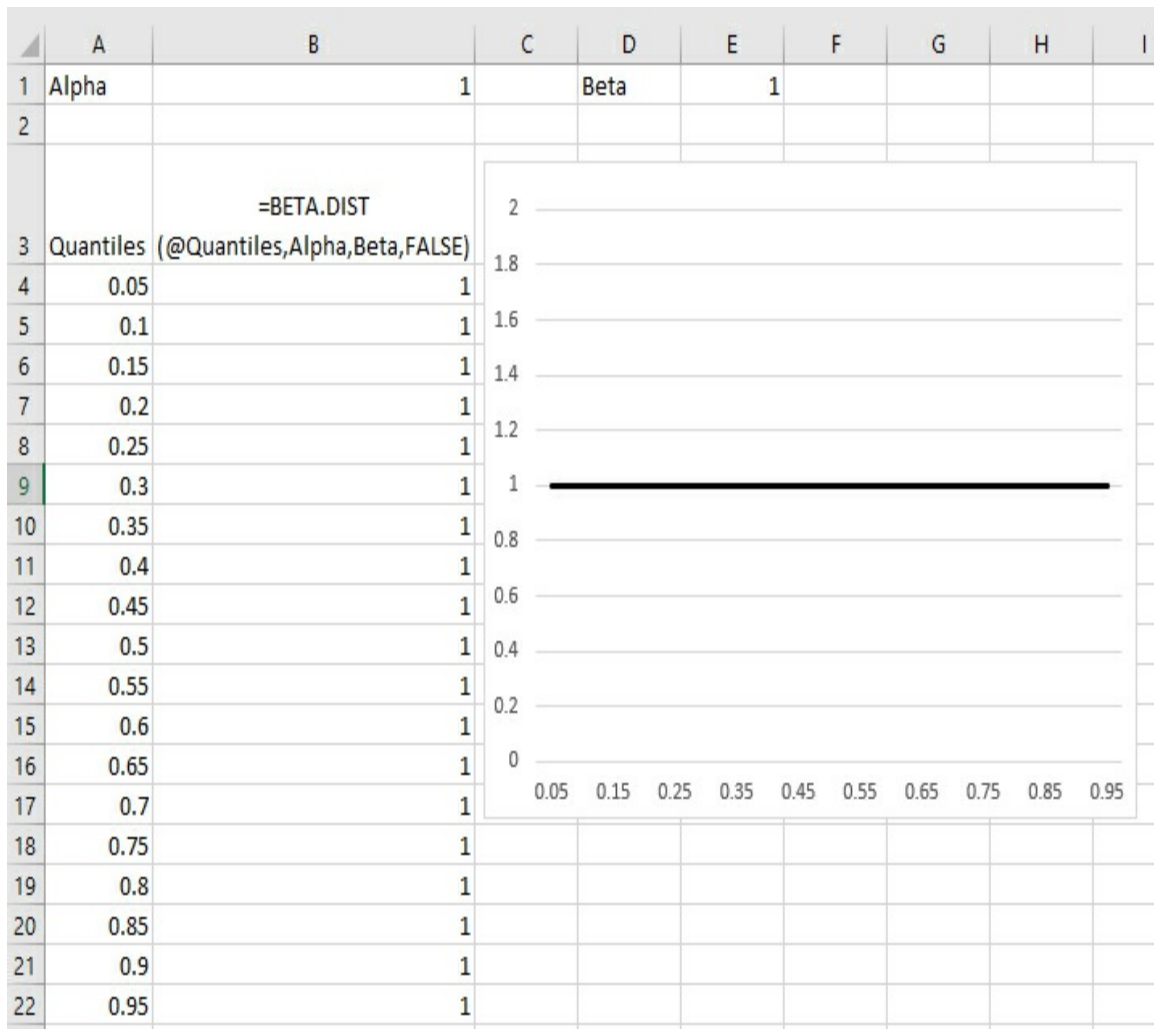 A B C D E F G H I
1 Alpha 1 Beta 1
2
=BETA.DIST
3 Quantiles (@Quantiles,Alpha,Beta,FALSE)
4 0.05 1
5 0.1 1
6 0.15 1
7 0.2 1
8 0.25 1
9 0.3 1
10 0.35 1
11 0.4 1
12 0.45 1
13 0.5 1
14 0.55 1
15 0.6 1
16 0.65 1
17 0.7 1
18 0.75 1
19 0.8 1
20 0.85 1
21 0.9 1
22 0.95 1
2
1.8
1.6
1.4
1.2
1
0.8
0.6
0.4
0.2
0
0.05 0.15 0.25 0.35 0.45 0.55 0.65 0.75 0.85 0.95